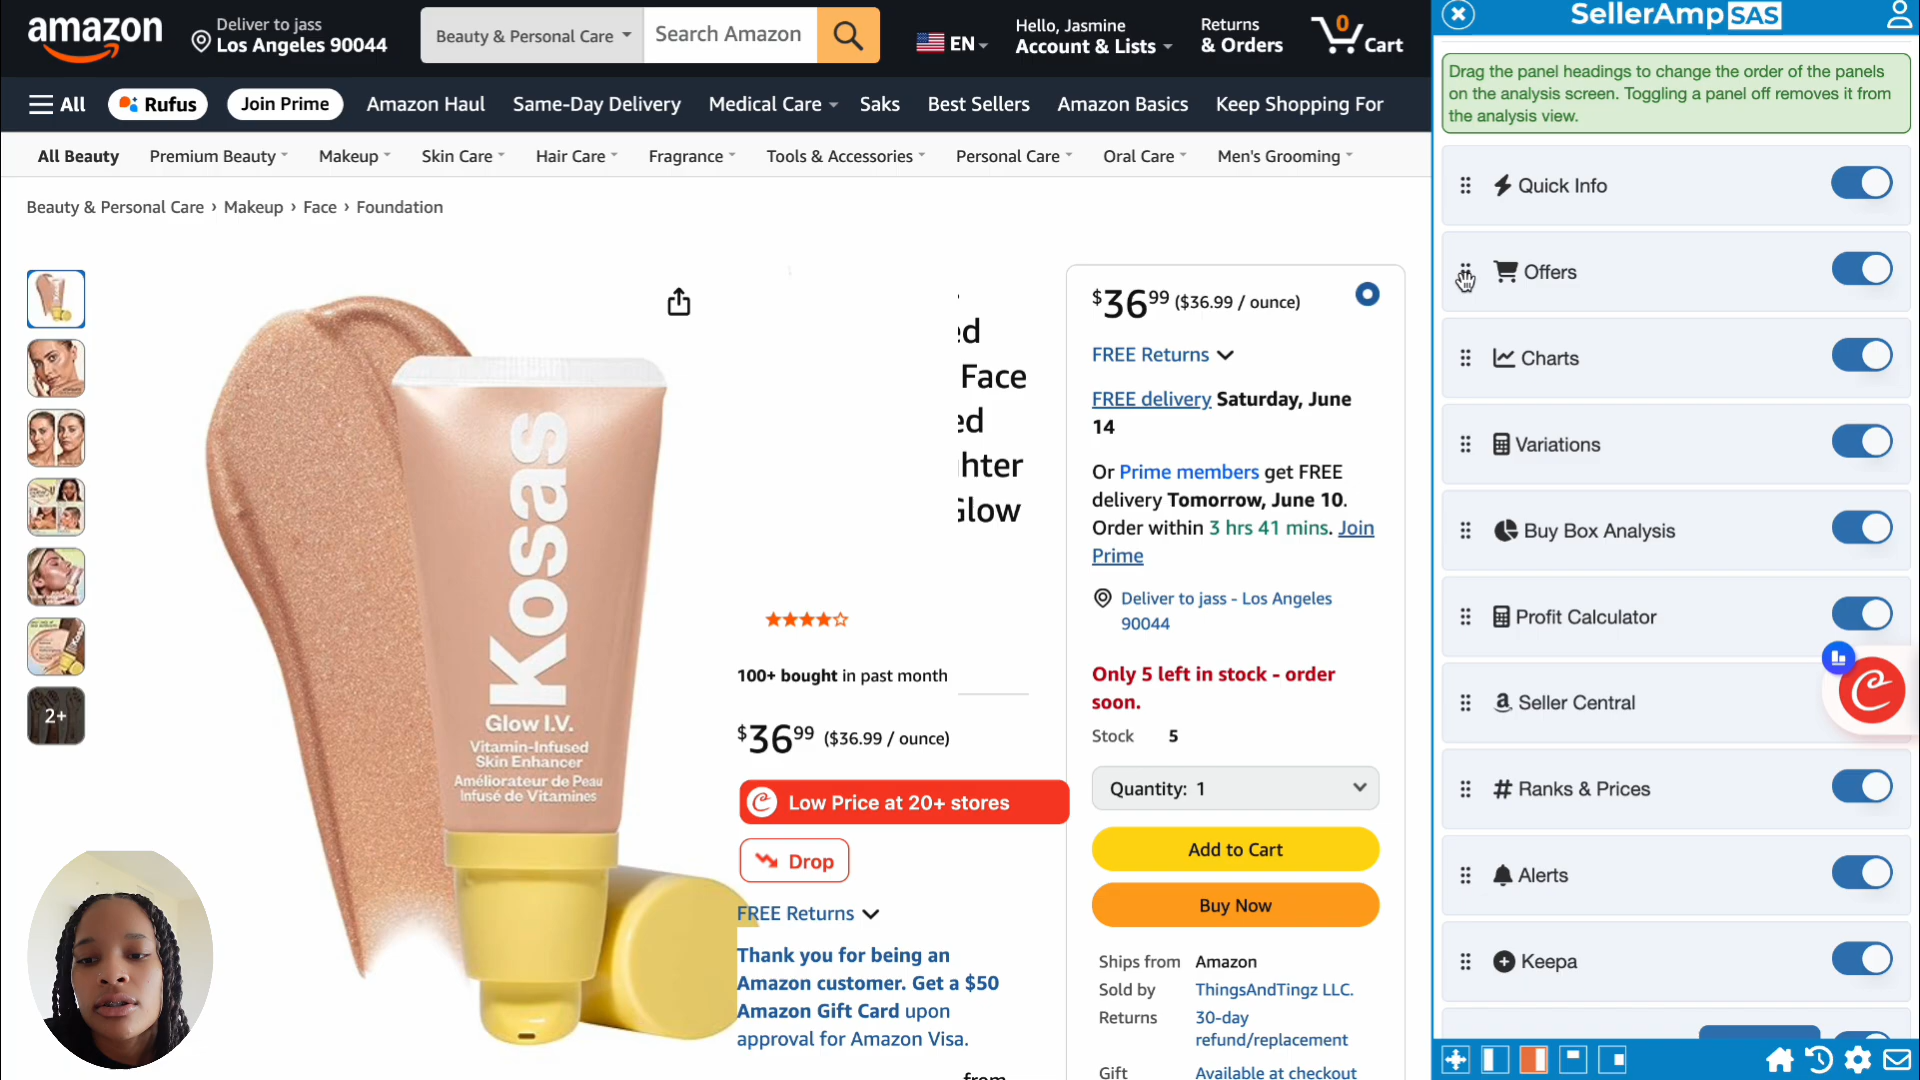 amazon
Deliver to jass
Los Angeles 90044
Beauty & Personal Care
Search Amazon
EN
Hello, Jasmine
Account & Lists
Returns
& Orders
0
Cart
All
Rufus
Join Prime
Amazon Haul
Same-Day Delivery
Medical Care
Saks
Best Sellers
Amazon Basics
Keep Shopping For
All Beauty
Premium Beauty
Makeup
Skin Care
Hair Care
Fragrance
Tools & Accessories
Personal Care
Oral Care
Men's Grooming
Beauty & Personal Care › Makeup › Face › Foundation
2+
Kosas
Glow I.V.
Vitamin-Infused
Skin Enhancer
Améliorateur de Peau
Infusé de Vitamines
ed
Face
ed
hter
Glow
100+ bought in past month
$36.99 ($36.99 / ounce)
Low Price at 20+ stores
Drop
FREE Returns
Thank you for being an
Amazon customer. Get a $50
Amazon Gift Card upon
approval for Amazon Visa.
from
$36.99 ($36.99 / ounce)
FREE Returns
FREE delivery Saturday, June
14
Or Prime members get FREE
delivery Tomorrow, June 10.
Order within 3 hrs 41 mins. Join
Prime
Deliver to jass - Los Angeles
90044
Only 5 left in stock - order
soon.
Stock 5
Quantity: 1
Add to Cart
Buy Now
Ships from Amazon
Sold by ThingsAndTingz LLC.
Returns 30-day
refund/replacement
Gift Available at checkout
SellerAmp SAS
Drag the panel headings to change the order of the panels
on the analysis screen. Toggling a panel off removes it from
the analysis view.
Quick Info
Offers
Charts
Variations
Buy Box Analysis
Profit Calculator
Seller Central
Ranks & Prices
Alerts
Keepa